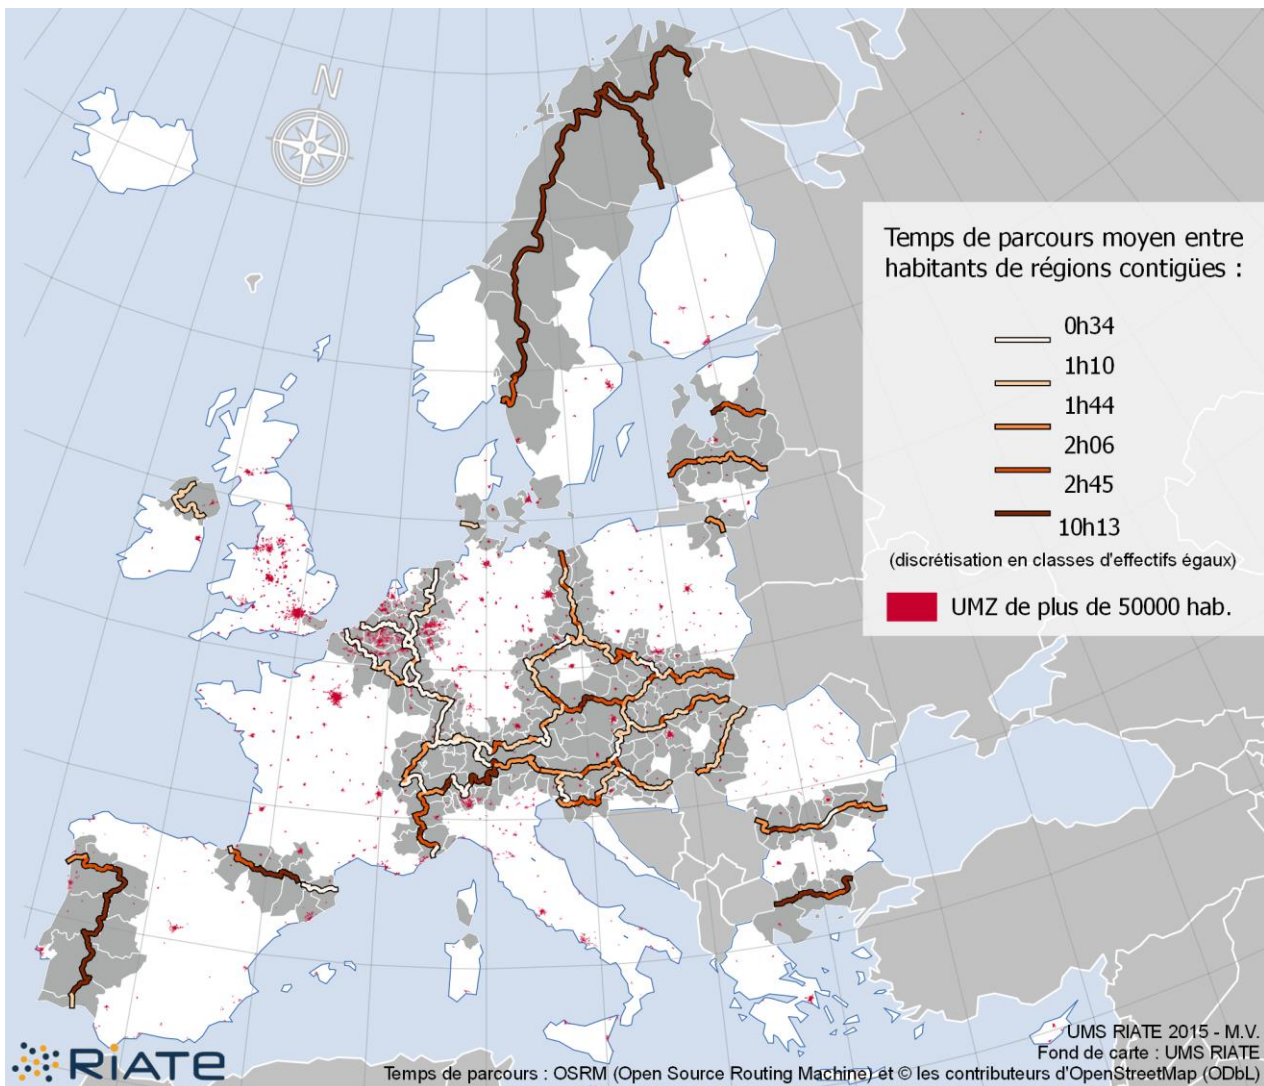 N
Temps de parcours moyen entre
habitants de régions contigües :
0h34
1h10
1h44
2h06
2h45
10h13
(discrétisation en classes d'effectifs égaux)
UMZ de plus de 50000 hab.
UMS RIATE 2015 - M.V.
Fond de carte : UMS RIATE
RIATE
Temps de parcours : OSRM (Open Source Routing Machine) et © les contributeurs d'OpenStreetMap (ODbL)